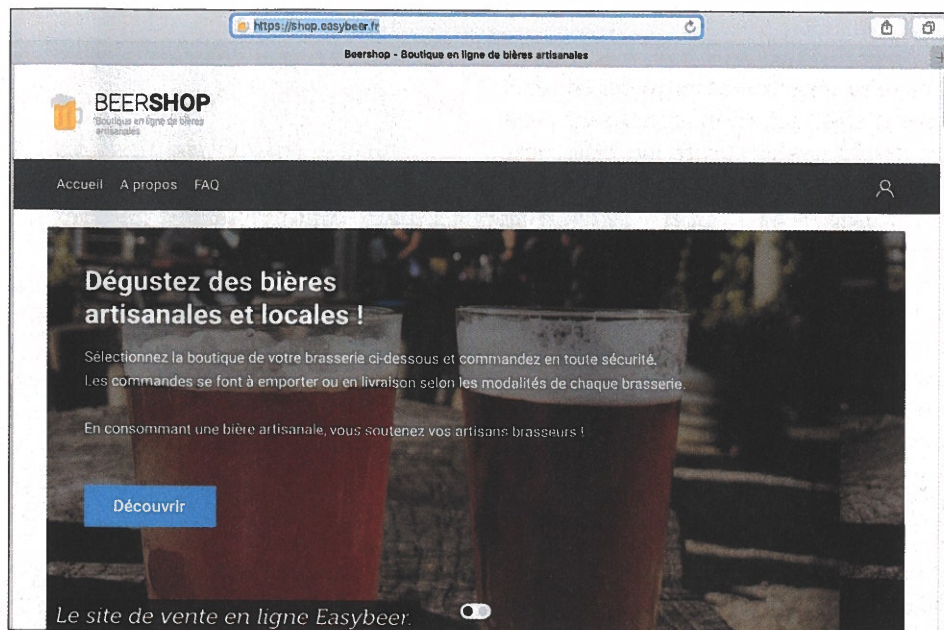 https://shop.easybeer.fr
Beershop - Boutique en ligne de bières artisanales
BEERSHOP
Boutique en ligne de bières
artisanales
Accueil A propos FAQ
Dégustez des bières
artisanales et locales !
Sélectionnez la boutique de votre brasserie ci-dessous et commandez en toute sécurité.
Les commandes se font à emporter ou en livraison selon les modalités de chaque brasserie.
En consommant une bière artisanale, vous soutenez vos artisans brasseurs !
Découvrir
Le site de vente en ligne Easybeer.